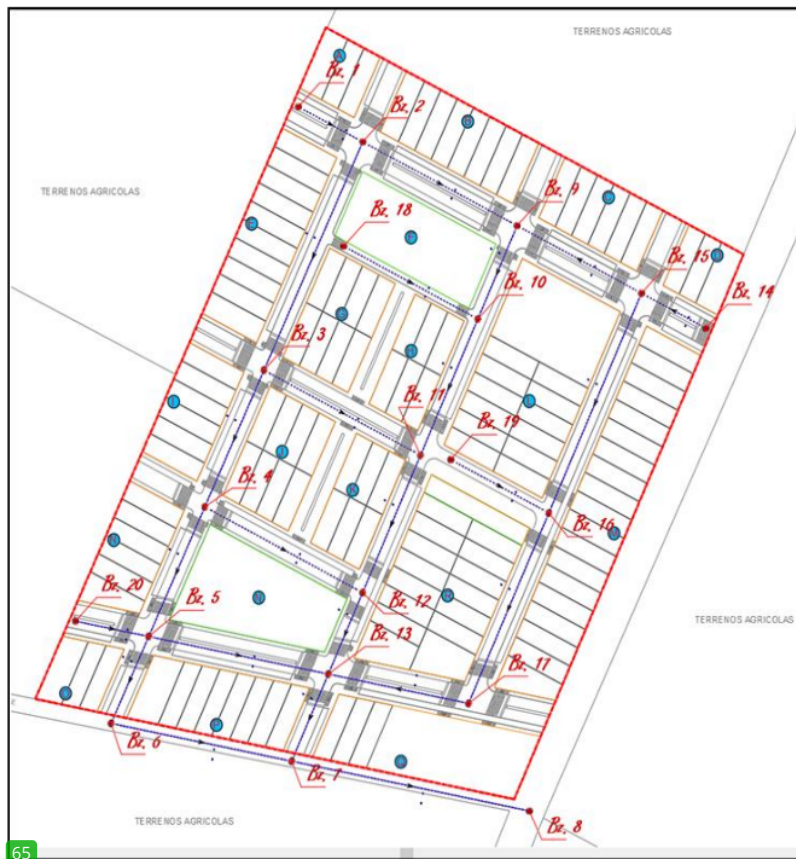 TERRENOS AGRICOLAS
A
Bz. 1
Bz. 2
B
TERRENOS AGRICOLAS
Bz. 9
C
Bz. 18
E
F
Bz. 15
D
Bz. 14
Bz. 10
G
H
Bz. 3
Bz. 11
L
I
Bz. 19
J
K
Bz. 4
Bz. 16
Bz. 20
Bz. 5
Bz. 12
Bz. 13
TERRENOS AGRICOLAS
Bz. 17
P
Bz. 6
Bz. 7
TERRENOS AGRICOLAS
Bz. 8
65